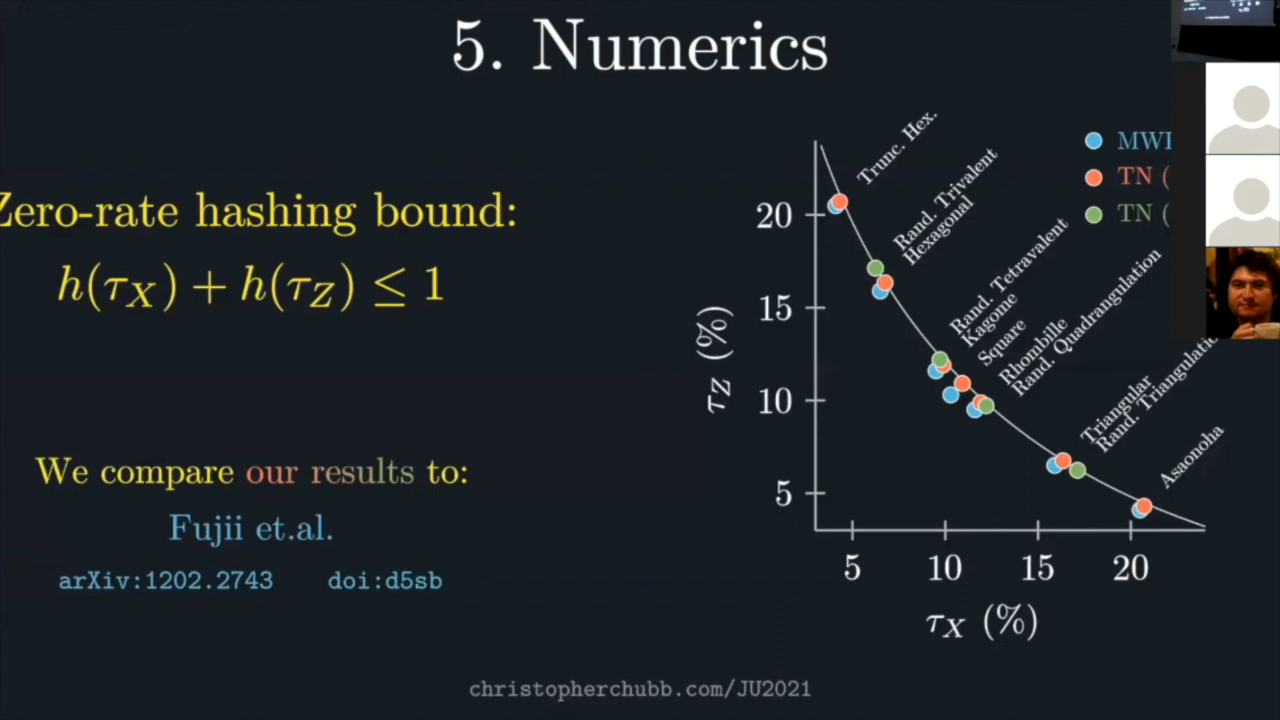 5. Numerics
Zero-rate hashing bound:
h(τX) + h(τZ) ≤ 1
We compare our results to:
Fujii et.al.
arXiv:1202.2743 doi:d5sb
TN (
TN (
Trunc. Hex.
Rand. Trivalent
Hexagonal
Rand. Tetravalent
Kagome
Square
Rhombille
Rand. Quadrangulation
Triangular
Asaonoha
τZ (%)
20
15
10
5
5 10 15 20
τX (%)
christopherchubb.com/JU2021